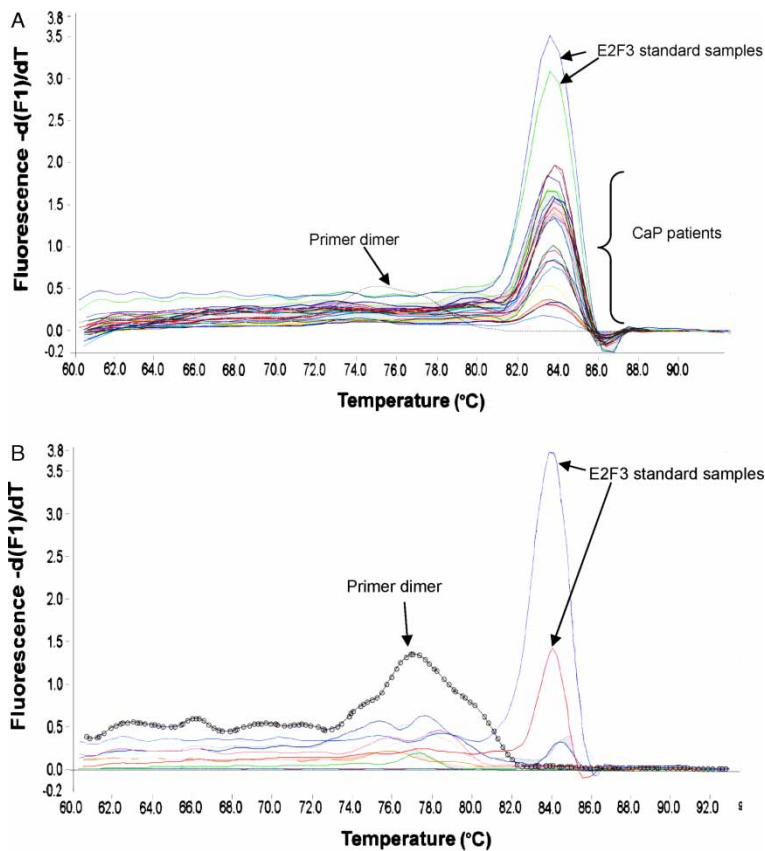 A
Fluorescence -d(F1)/dT
3.8
3.5
3.0
2.5
2.0
1.5
1.0
0.5
0.0
-0.2
E2F3 standard samples
CaP patients
Primer dimer
60.0 62.0 64.0 66.0 68.0 70.0 72.0 74.0 76.0 78.0 80.0 82.0 84.0 86.0 88.0 90.0
Temperature (°C)
B
Fluorescence -d(F1)/dT
3.8
3.5
3.0
2.5
2.0
1.5
1.0
0.5
0.0
-0.2
E2F3 standard samples
Primer dimer
60.0 62.0 64.0 66.0 68.0 70.0 72.0 74.0 76.0 78.0 80.0 82.0 84.0 86.0 88.0 90.0 92.0
Temperature (°C)